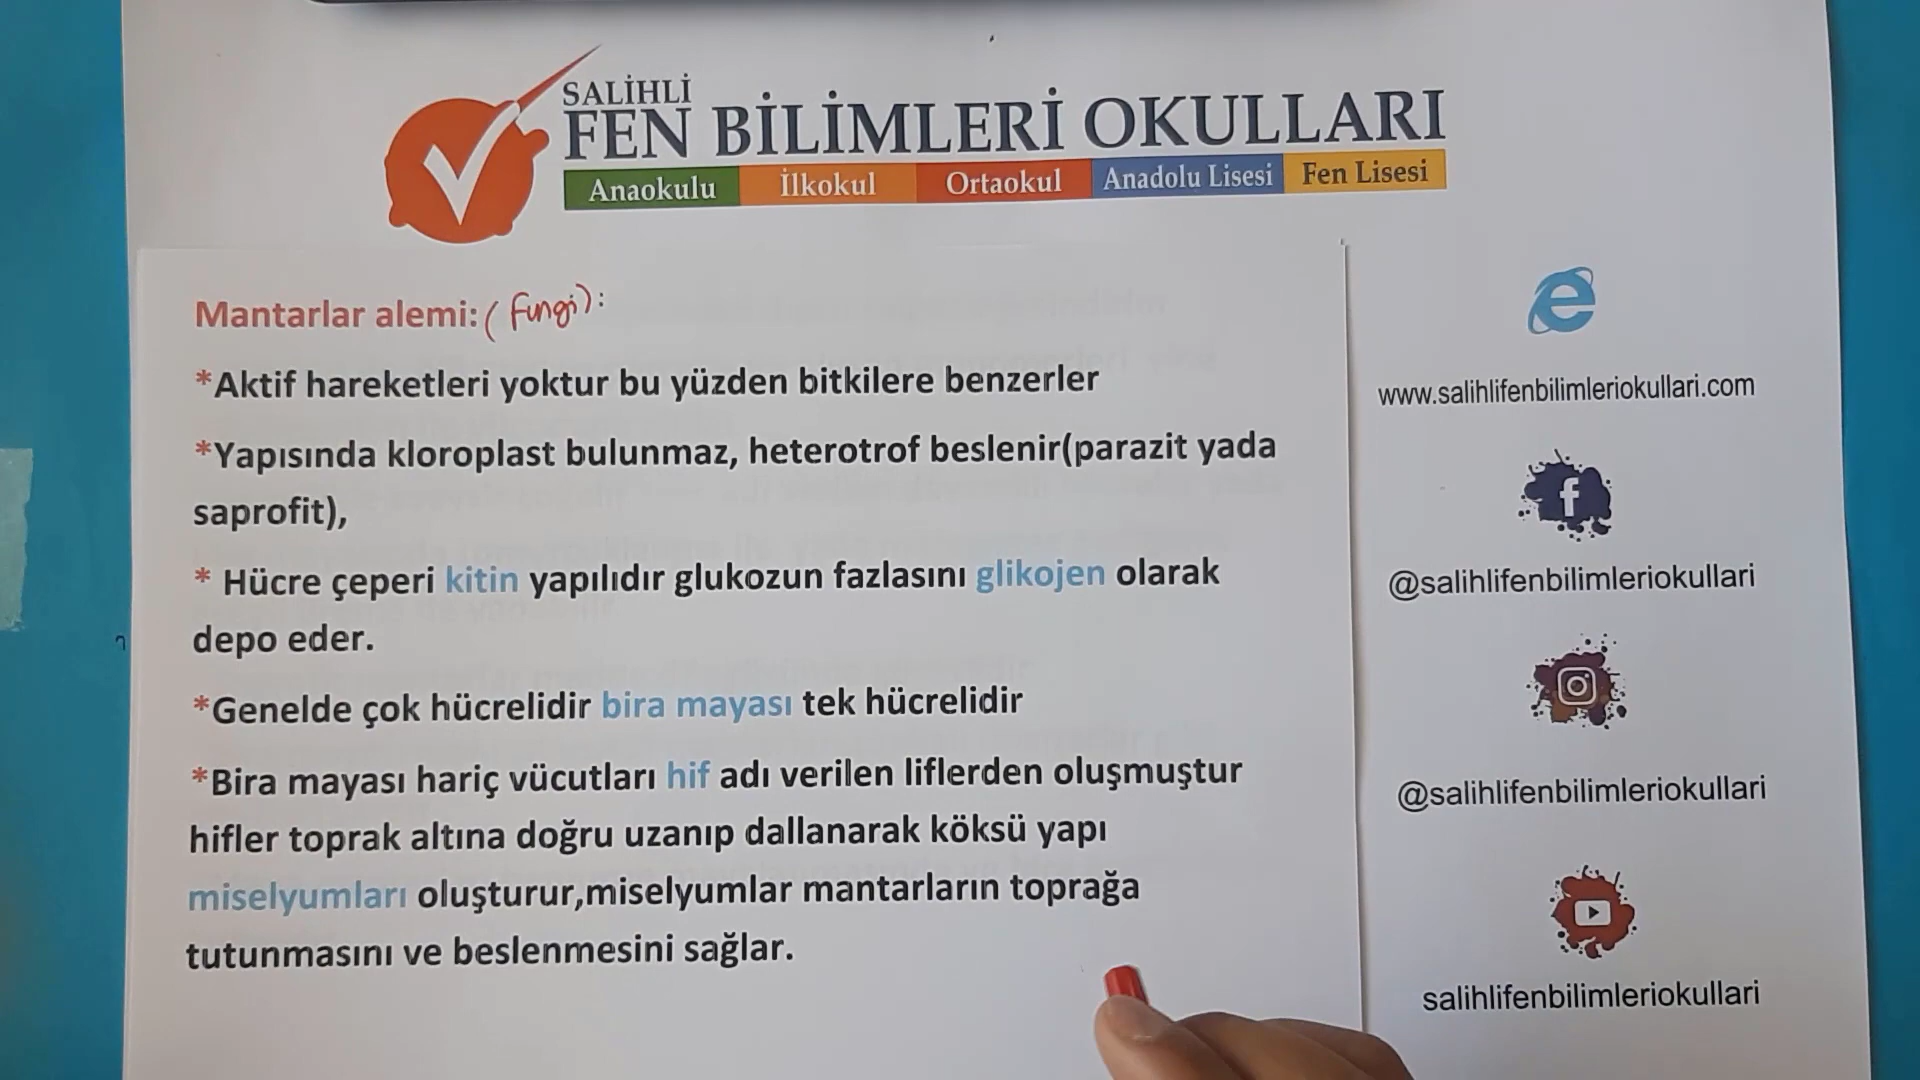 SALİHLİ
FEN BİLİMLERİ OKULLARI
Anaokulu İlkokul Ortaokul Anadolu Lisesi Fen Lisesi
Mantarlar alemi:(Fungi):
*Aktif hareketleri yoktur bu yüzden bitkilere benzerler
*Yapısında kloroplast bulunmaz, heterotrof beslenir(parazit yada
saprofit),
* Hücre çeperi kitin yapılıdır glukozun fazlasını glikojen olarak
depo eder.
*Genelde çok hücrelidir bira mayası tek hücrelidir
*Bira mayası hariç vücutları hif adı verilen liflerden oluşmuştur
hifler toprak altına doğru uzanıp dallanarak köksü yapı
miselyumları oluşturur,miselyumlar mantarların toprağa
tutunmasını ve beslenmesini sağlar.
www.salihlifenbilimleriokullari.com
@salihlifenbilimleriokullari
@salihlifenbilimleriokullari
salihlifenbilimleriokullari